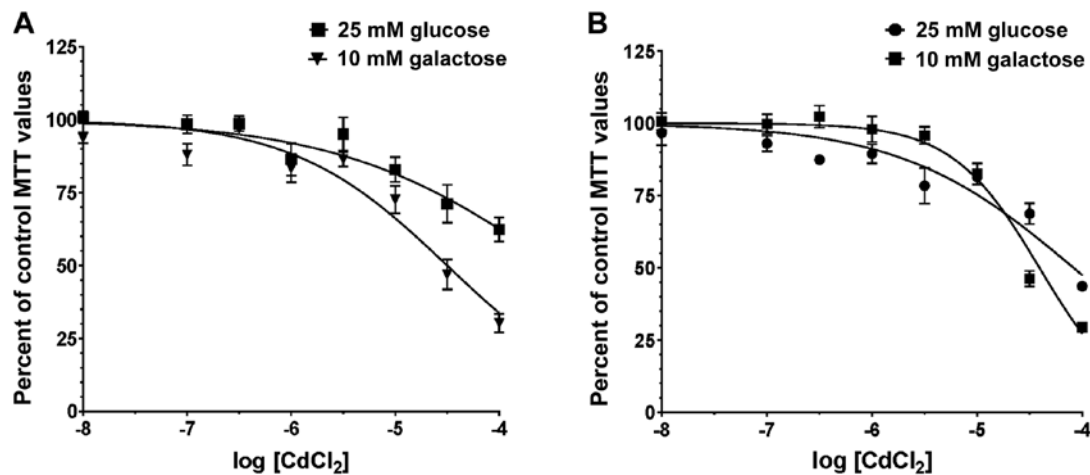 A
25 mM glucose
10 mM galactose
125
100
75
50
25
0
-8
-7
-6
-5
-4
Percent of control MTT values
log [CdCl₂]
B
25 mM glucose
10 mM galactose
125
100
75
50
25
0
-8
-7
-6
-5
-4
Percent of control MTT values
log [CdCl₂]